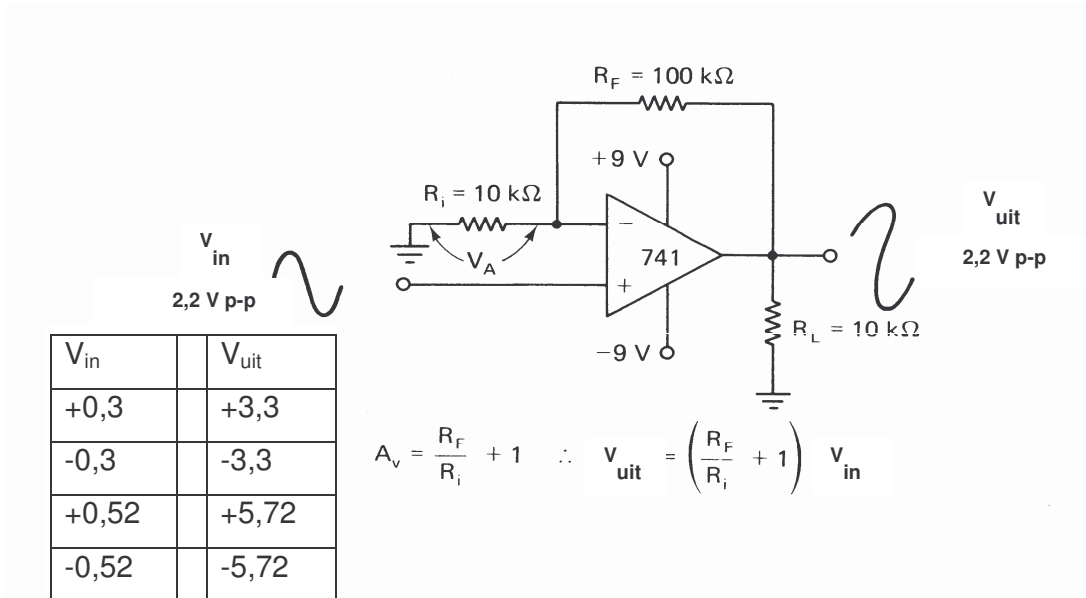 R_F = 100 kΩ
+9 V
R_i = 10 kΩ
V_in
2,2 V p-p
V_A
−
741
+
V_uit
2,2 V p-p
R_L = 10 kΩ
−9 V
V_in V_uit
+0,3 +3,3
-0,3 -3,3
+0,52 +5,72
-0,52 -5,72
A_v = R_F / R_i + 1 ∴ V_uit = (R_F / R_i + 1) V_in